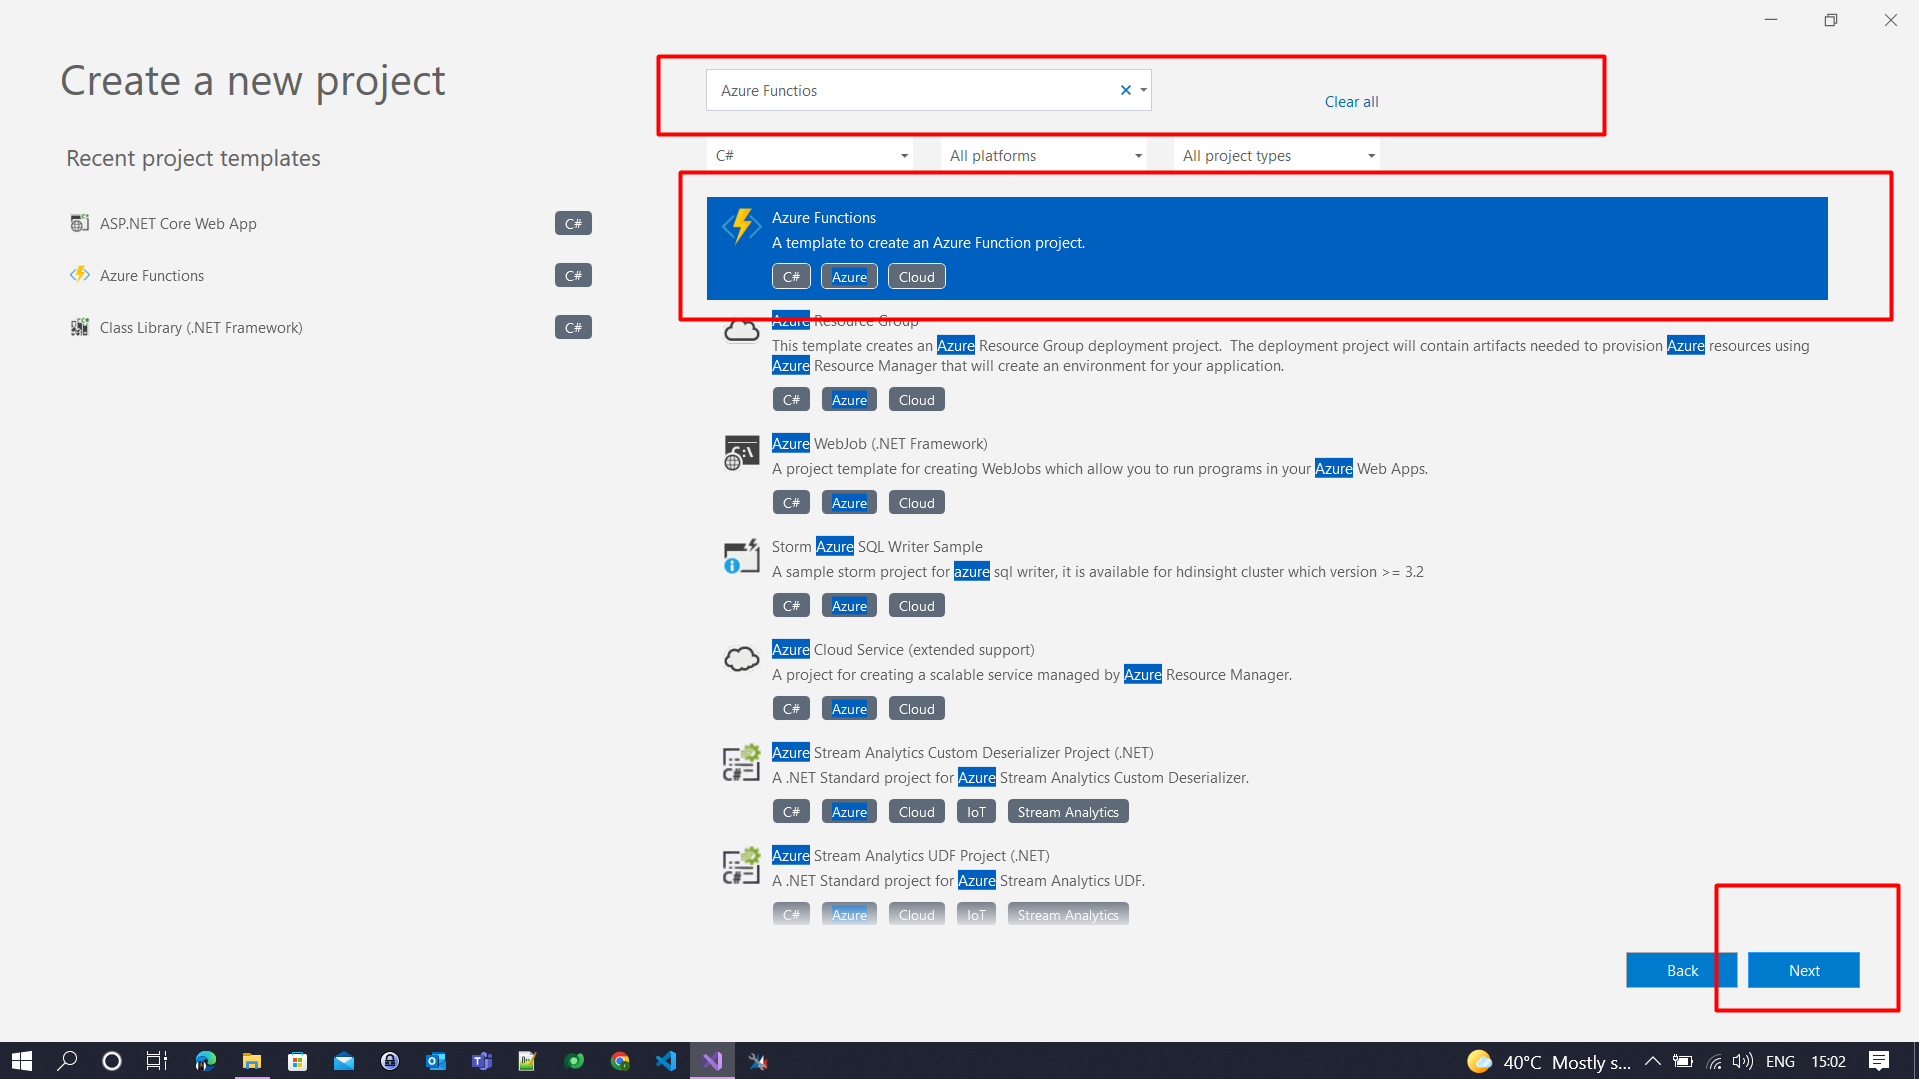 Create a new project
Recent project templates
ASP.NET Core Web App C#
Azure Functions C#
Class Library (.NET Framework) C#
Azure Functios
Clear all
C# All platforms All project types
Azure Functions
A template to create an Azure Function project.
C# Azure Cloud
Azure Resource Group
This template creates an Azure Resource Group deployment project. The deployment project will contain artifacts needed to provision Azure resources using
Azure Resource Manager that will create an environment for your application.
C# Azure Cloud
Azure WebJob (.NET Framework)
A project template for creating WebJobs which allow you to run programs in your Azure Web Apps.
C# Azure Cloud
Storm Azure SQL Writer Sample
A sample storm project for azure sql writer, it is available for hdinsight cluster which version >= 3.2
C# Azure Cloud
Azure Cloud Service (extended support)
A project for creating a scalable service managed by Azure Resource Manager.
C# Azure Cloud
Azure Stream Analytics Custom Deserializer Project (.NET)
A .NET Standard project for Azure Stream Analytics Custom Deserializer.
C# Azure Cloud IoT Stream Analytics
Azure Stream Analytics UDF Project (.NET)
A .NET Standard project for Azure Stream Analytics UDF.
C# Azure Cloud IoT Stream Analytics
Back Next
40°C Mostly s... ENG 15:02